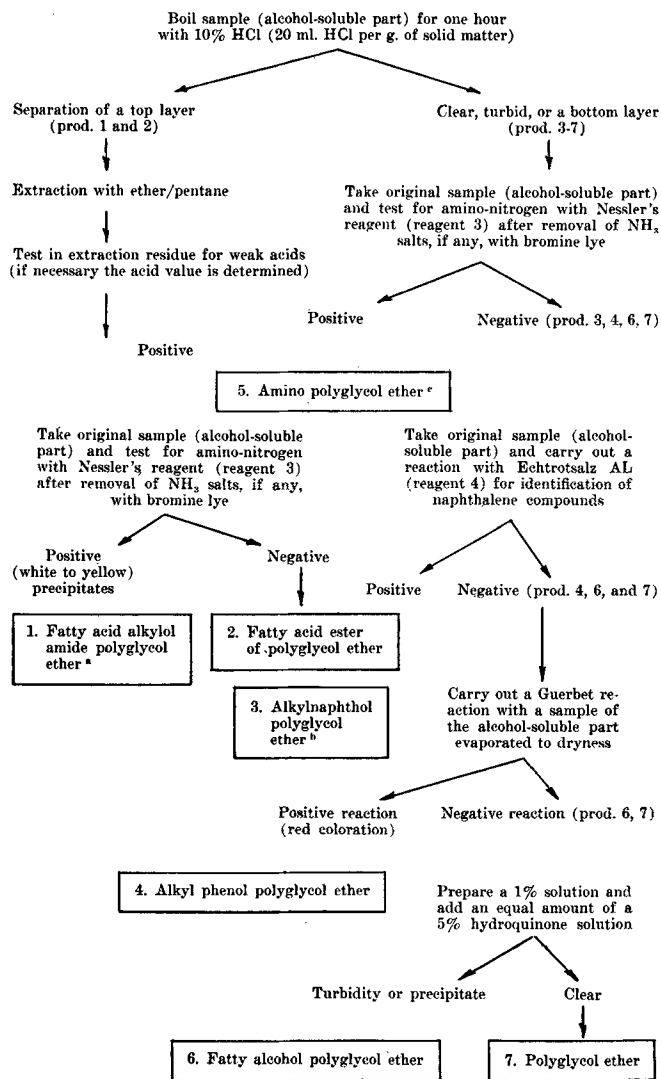 Boil sample (alcohol-soluble part) for one hour
with 10% HCl (20 ml. HCl per g. of solid matter)
Separation of a top layer
(prod. 1 and 2)
Clear, turbid, or a bottom layer
(prod. 3-7)
Extraction with ether/pentane
Take original sample (alcohol-soluble part)
and test for amino-nitrogen with Nessler's
reagent (reagent 3) after removal of NH₃
salts, if any, with bromine lye
Test in extraction residue for weak acids
(if necessary the acid value is determined)
Positive
Negative (prod. 3, 4, 6, 7)
Positive
5. Amino polyglycol ether ᶜ
Take original sample (alcohol-soluble
part) and test for amino-nitrogen
with Nessler's reagent (reagent 3)
after removal of NH₃ salts, if any,
with bromine lye
Take original sample (alcohol-
soluble part) and carry out a
reaction with Echtrotsalz AL
(reagent 4) for identification of
naphthalene compounds
Positive
(white to yellow)
precipitates
Negative
Positive
Negative (prod. 4, 6, and 7)
1. Fatty acid alkylol
amide polyglycol
ether ᵃ
2. Fatty acid ester
of polyglycol ether
3. Alkylnaphthol
polyglycol
ether ᵇ
Carry out a Guerbet re-
action with a sample of
the alcohol-soluble part
evaporated to dryness
Positive reaction
(red coloration)
Negative reaction (prod. 6, 7)
4. Alkyl phenol polyglycol ether
Prepare a 1% solution and
add an equal amount of a
5% hydroquinone solution
Turbidity or precipitate
Clear
6. Fatty alcohol polyglycol ether
7. Polyglycol ether